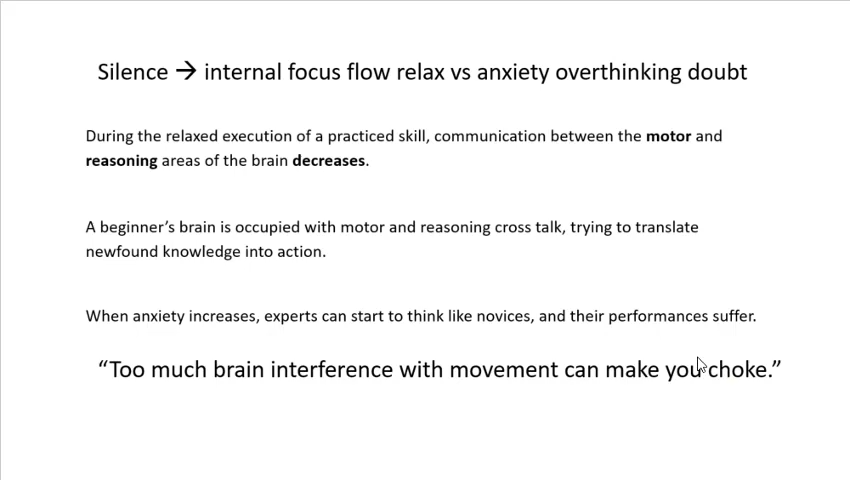 Silence → internal focus flow relax vs anxiety overthinking doubt
During the relaxed execution of a practiced skill, communication between the motor and
reasoning areas of the brain decreases.
A beginner’s brain is occupied with motor and reasoning cross talk, trying to translate
newfound knowledge into action.
When anxiety increases, experts can start to think like novices, and their performances suffer.
“Too much brain interference with movement can make you choke.”